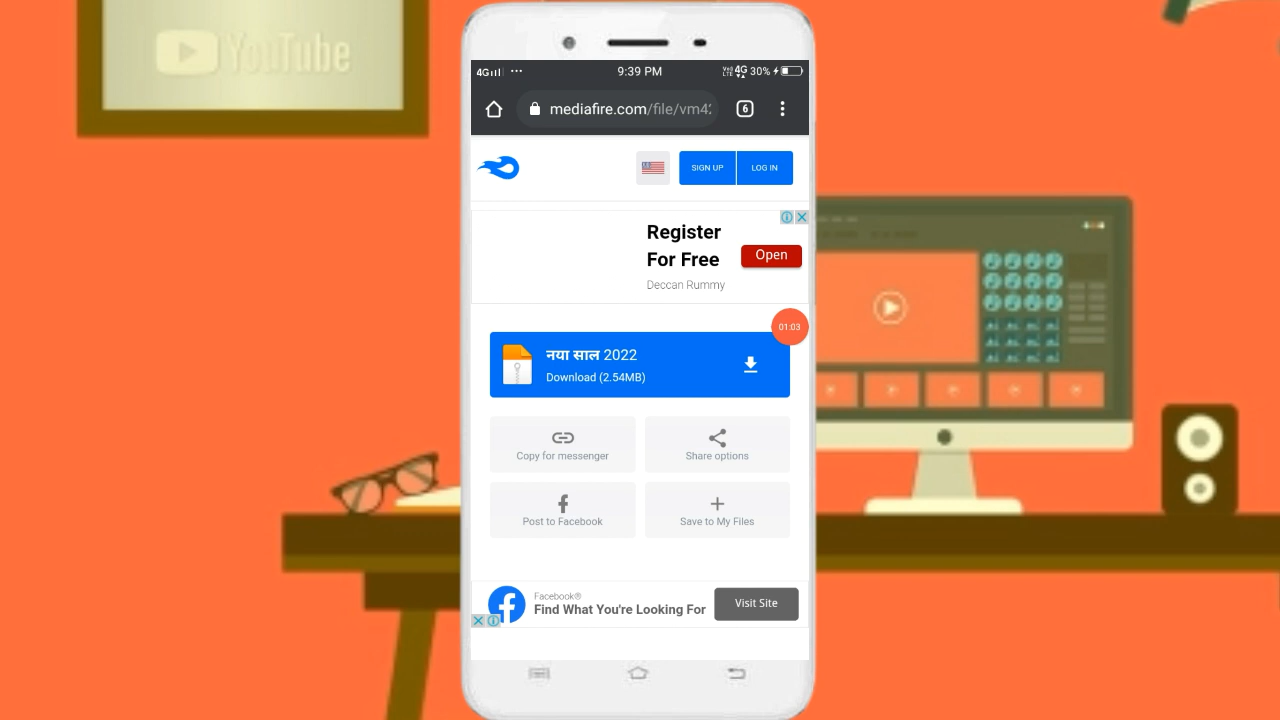 YouTube
4G
9:39 PM
4G 30%
mediafire.com/file/vm4
6
SIGN UP
LOG IN
Register
For Free
Deccan Rummy
Open
01:03
नया साल 2022
Download (2.54MB)
Copy for messenger
Share options
Post to Facebook
Save to My Files
Facebook®
Find What You're Looking For
Visit Site